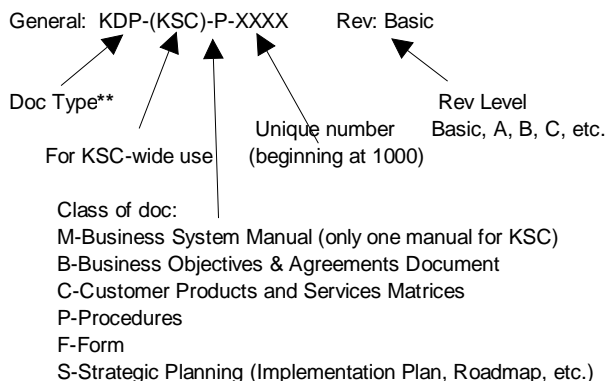 General: KDP-(KSC)-P-XXXX Rev: Basic
Doc Type**
Rev Level
Basic, A, B, C, etc.
Unique number
(beginning at 1000)
For KSC-wide use
Class of doc:
M-Business System Manual (only one manual for KSC)
B-Business Objectives & Agreements Document
C-Customer Products and Services Matrices
P-Procedures
F-Form
S-Strategic Planning (Implementation Plan, Roadmap, etc.)